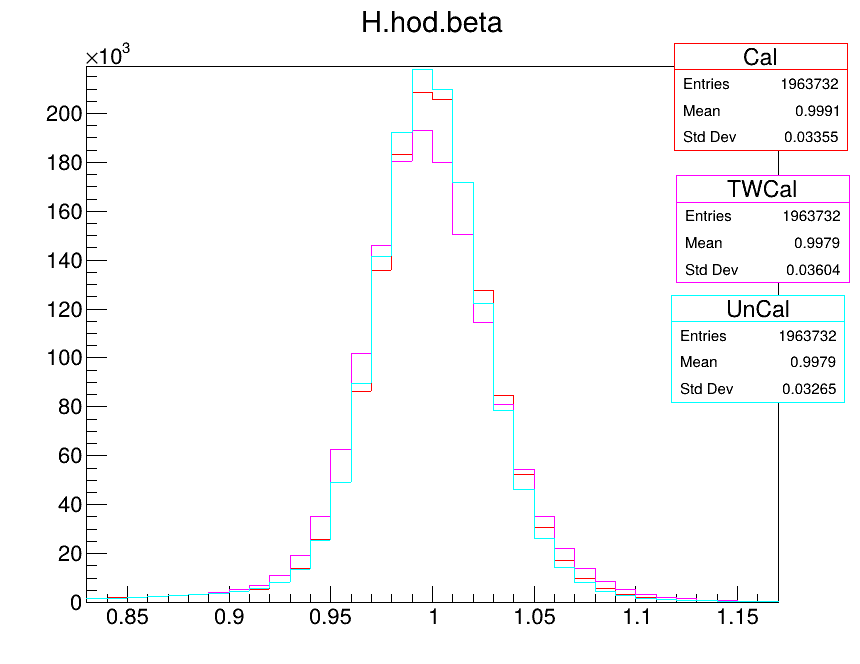 H.hod.beta
×10³
200
180
160
140
120
100
80
60
40
20
0
0.85 0.9 0.95 1 1.05 1.1 1.15
Cal
Entries 1963732
Mean 0.9991
Std Dev 0.03355
TWCal
Entries 1963732
Mean 0.9979
Std Dev 0.03604
UnCal
Entries 1963732
Mean 0.9979
Std Dev 0.03265